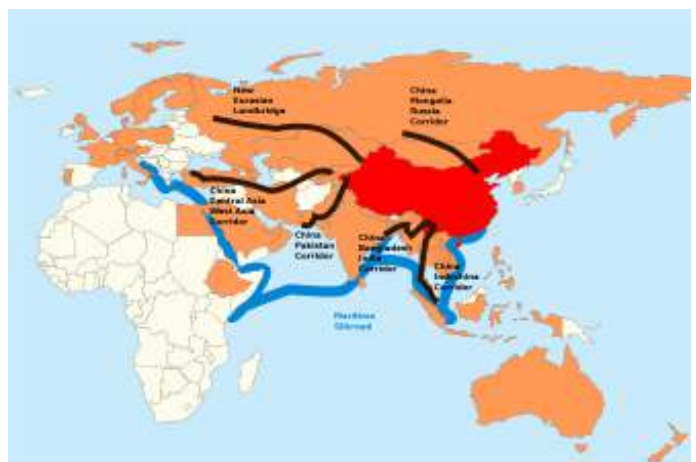 New
Eurasian
Landbridge
China
Mongolia
Russia
Corridor
China
Central Asia
West Asia
Corridor
China
Pakistan
Corridor
China
Bangladesh
India
Corridor
China
Indochina
Corridor
Maritime
Silkroad